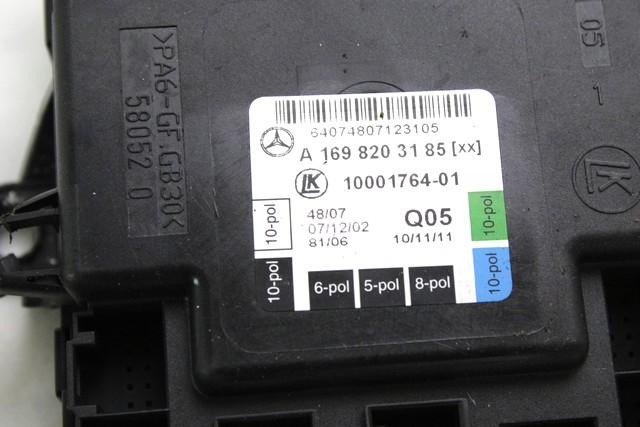 >PA6-GF.GB30<
58052 0
05
1
64074807123105
A 169 820 31 85 [xx]
LK 10001764-01
LK
48/07
07/12/02 Q05
81/06 10/11/11
10-pol
10-pol
10-pol
6-pol 5-pol 8-pol
10-pol